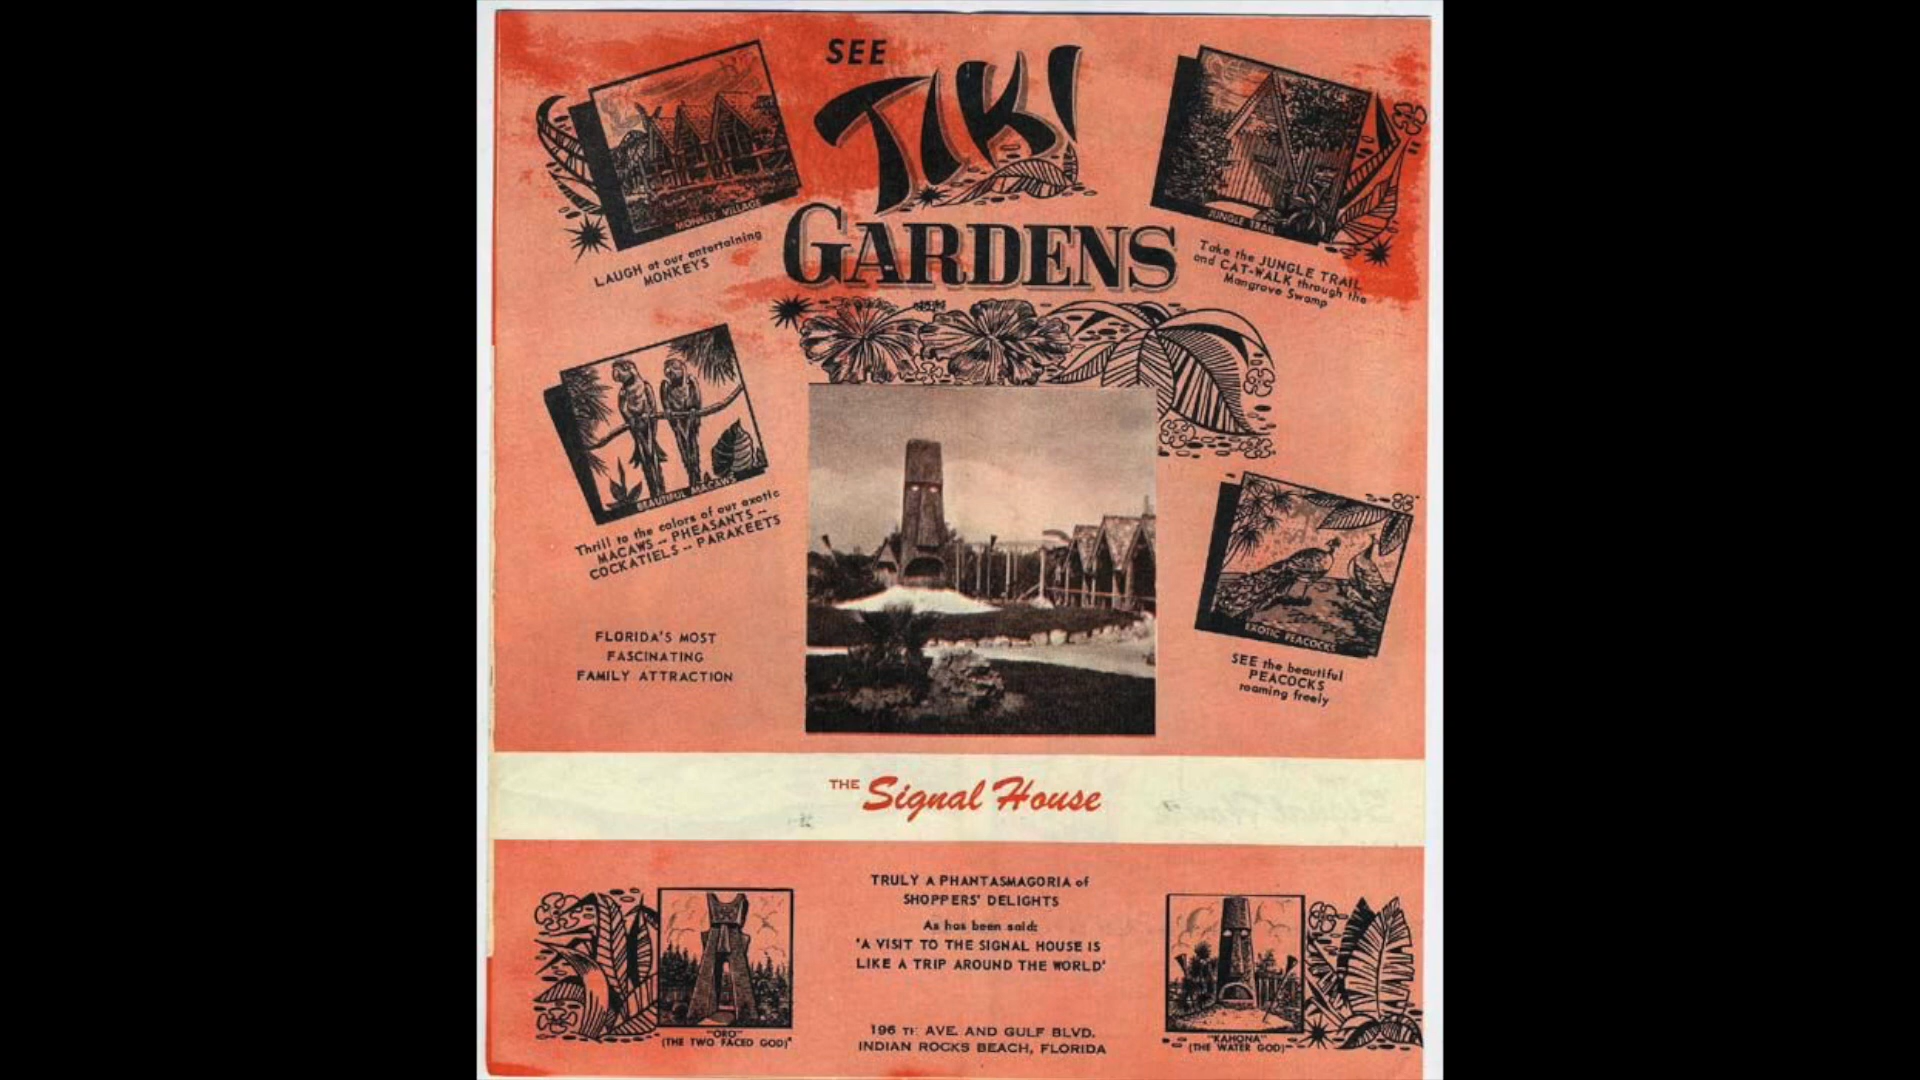 SEE
TIKI
GARDENS
MONKEY VILLAGE
LAUGH at our entertaining
MONKEYS
JUNGLE TRAIL
Take the JUNGLE TRAIL
and CAT-WALK through the
Mangrove Swamp
BEAUTIFUL MACAWS
Thrill to the colors of our exotic
MACAWS -- PHEASANTS --
COCKATIELS -- PARAKEETS
EXOTIC PEACOCKS
SEE the beautiful
PEACOCKS
roaming freely
FLORIDA'S MOST
FASCINATING
FAMILY ATTRACTION
THE Signal House
TRULY A PHANTASMAGORIA of
SHOPPERS' DELIGHTS
As has been said:
'A VISIT TO THE SIGNAL HOUSE IS
LIKE A TRIP AROUND THE WORLD'
"ORO"
(THE TWO FACED GOD)"
"KAHONA"
(THE WATER GOD)
196 TH AVE. AND GULF BLVD.
INDIAN ROCKS BEACH, FLORIDA